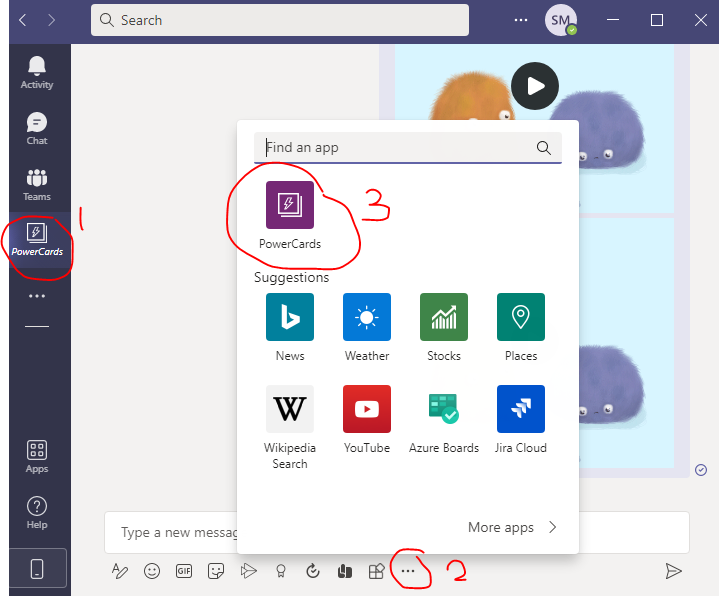 Search
SM
Activity
Chat
Teams
PowerCards
1
Apps
Help
Find an app
PowerCards
3
Suggestions
News
Weather
Stocks
Places
W
Wikipedia
Search
YouTube
Azure Boards
Jira Cloud
More apps
Type a new messag
GIF
2